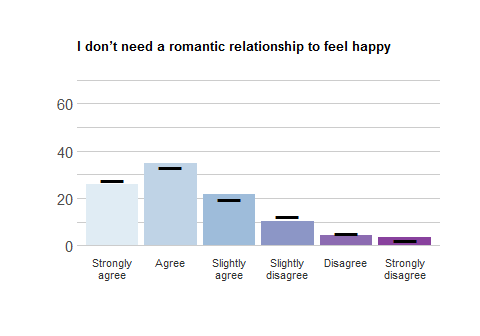 I don't need a romantic relationship to feel happy
60
40
20
0
Strongly
agree
Agree
Slightly
agree
Slightly
disagree
Disagree
Strongly
disagree